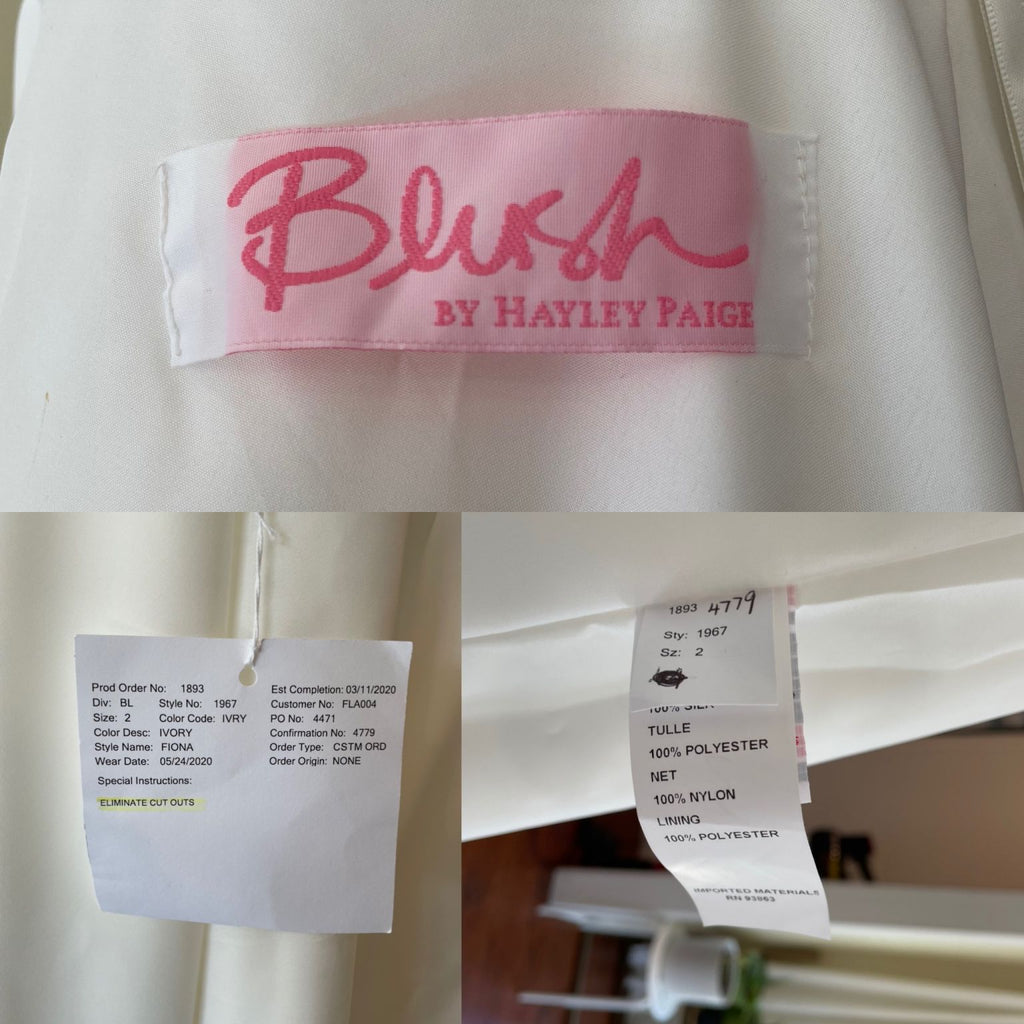 Blush
BY HAYLEY PAIGE
Prod Order No: 1893 Est Completion: 03/11/2020
Div: BL Style No: 1967 Customer No: FLA004
Size: 2 Color Code: IVRY PO No: 4471
Color Desc: IVORY Confirmation No: 4779
Style Name: FIONA Order Type: CSTM ORD
Wear Date: 05/24/2020 Order Origin: NONE
Special Instructions:
ELIMINATE CUT OUTS
1893 4779
Sty: 1967
Sz: 2
100% SILK
TULLE
100% POLYESTER
NET
100% NYLON
LINING
100% POLYESTER
IMPORTED MATERIALS
RN 93863